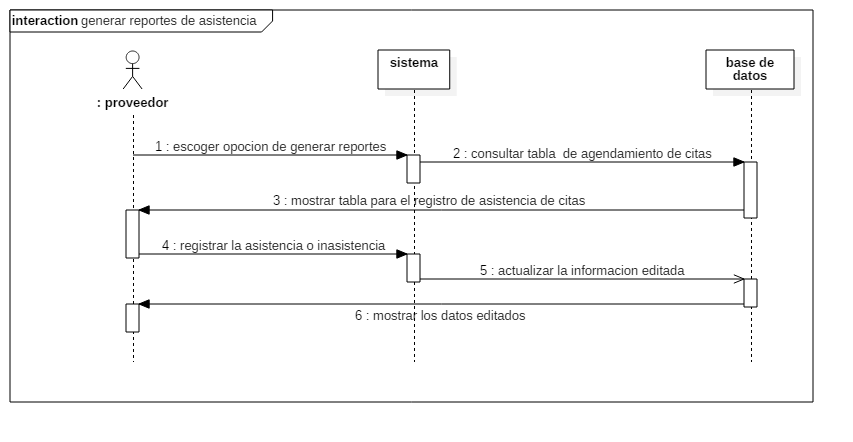 interaction generar reportes de asistencia
sistema
base de
datos
: proveedor
1 : escoger opocion de generar reportes
2 : consultar tabla de agendamiento de citas
3 : mostrar tabla para el registro de asistencia de citas
4 : registrar la asistencia o inasistencia
5 : actualizar la informacion editada
6 : mostrar los datos editados